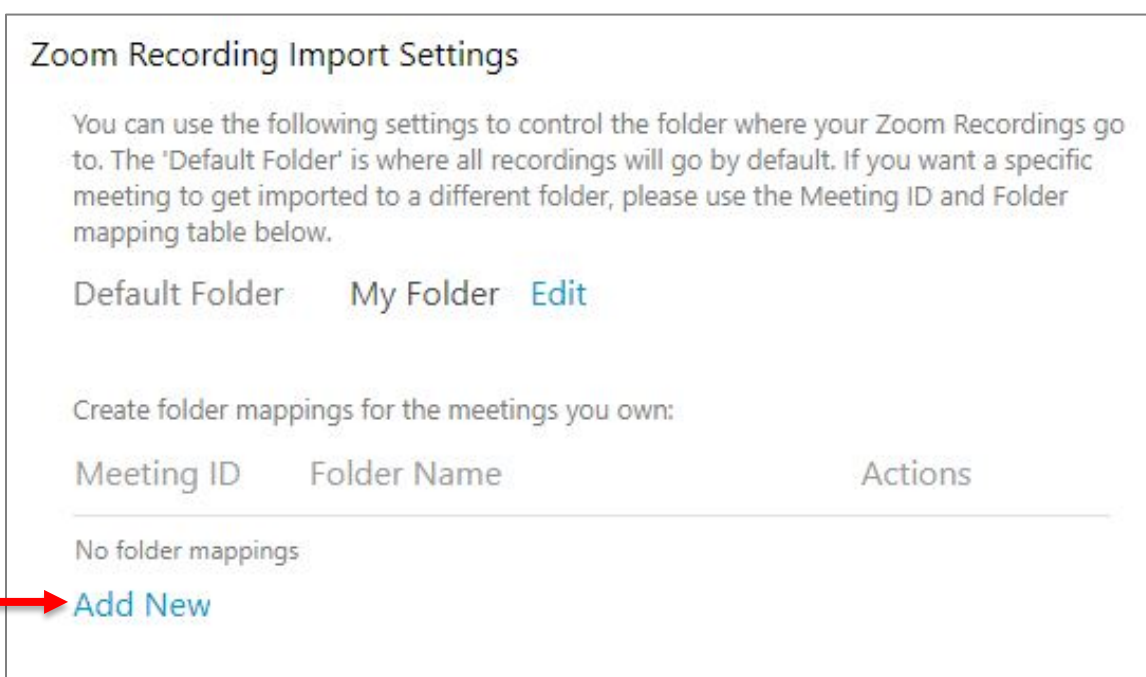 Zoom Recording Import Settings
You can use the following settings to control the folder where your Zoom Recordings go
to. The 'Default Folder' is where all recordings will go by default. If you want a specific
meeting to get imported to a different folder, please use the Meeting ID and Folder
mapping table below.
Default Folder My Folder Edit
Create folder mappings for the meetings you own:
Meeting ID Folder Name Actions
No folder mappings
Add New